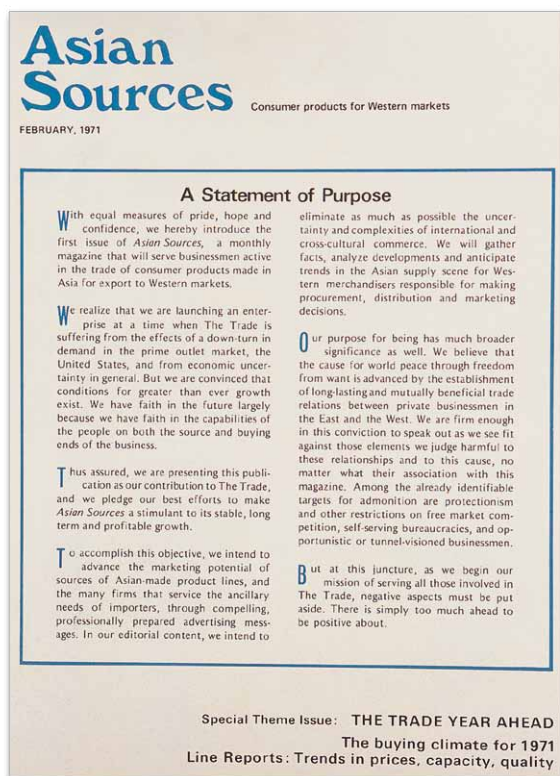 Asian
Sources
Consumer products for Western markets
FEBRUARY, 1971
A Statement of Purpose
With equal measures of pride, hope and
confidence, we hereby introduce the
first issue of Asian Sources, a monthly
magazine that will serve businessmen active
in the trade of consumer products made in
Asia for export to Western markets.
We realize that we are launching an enter-
prise at a time when The Trade is
suffering from the effects of a down-turn in
demand in the prime outlet market, the
United States, and from economic uncer-
tainty in general. But we are convinced that
conditions for greater than ever growth
exist. We have faith in the future largely
because we have faith in the capabilities of
the people on both the source and buying
ends of the business.
Thus assured, we are presenting this publi-
cation as our contribution to The Trade,
and we pledge our best efforts to make
Asian Sources a stimulant to its stable, long
term and profitable growth.
To accomplish this objective, we intend to
advance the marketing potential of
sources of Asian-made product lines, and
the many firms that service the ancillary
needs of importers, through compelling,
professionally prepared advertising mess-
ages. In our editorial content, we intend to
eliminate as much as possible the uncer-
tainty and complexities of international and
cross-cultural commerce. We will gather
facts, analyze developments and anticipate
trends in the Asian supply scene for Wes-
tern merchandisers responsible for making
procurement, distribution and marketing
decisions.
Our purpose for being has much broader
significance as well. We believe that
the cause for world peace through freedom
from want is advanced by the establishment
of long-lasting and mutually beneficial trade
relations between private businessmen in
the East and the West. We are firm enough
in this conviction to speak out as we see fit
against those elements we judge harmful to
these relationships and to this cause, no
matter what their association with this
magazine. Among the already identifiable
targets for admonition are protectionism
and other restrictions on free market com-
petition, self-serving bureaucracies, and op-
portunistic or tunnel-visioned businessmen.
But at this juncture, as we begin our
mission of serving all those involved in
The Trade, negative aspects must be put
aside. There is simply too much ahead to
be positive about.
Special Theme Issue: THE TRADE YEAR AHEAD
The buying climate for 1971
Line Reports: Trends in prices, capacity, quality